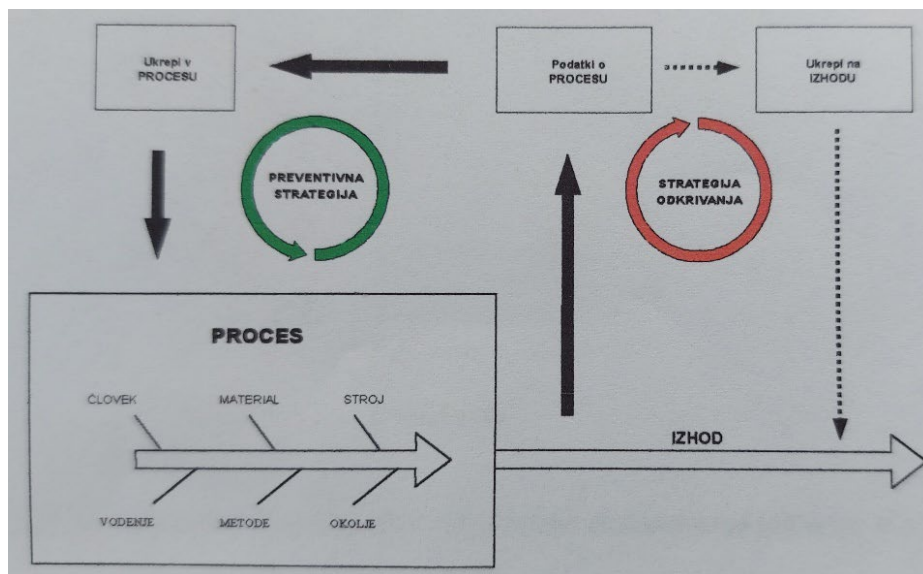 Ukrepi v
PROCESU
Podatki o
PROCESU
Ukrepi na
IZHODU
PREVENTIVNA
STRATEGIJA
STRATEGIJA
ODKRIVANJA
PROCES
ČLOVEK
MATERIAL
STROJ
IZHOD
VODENJE
METODE
OKOLJE